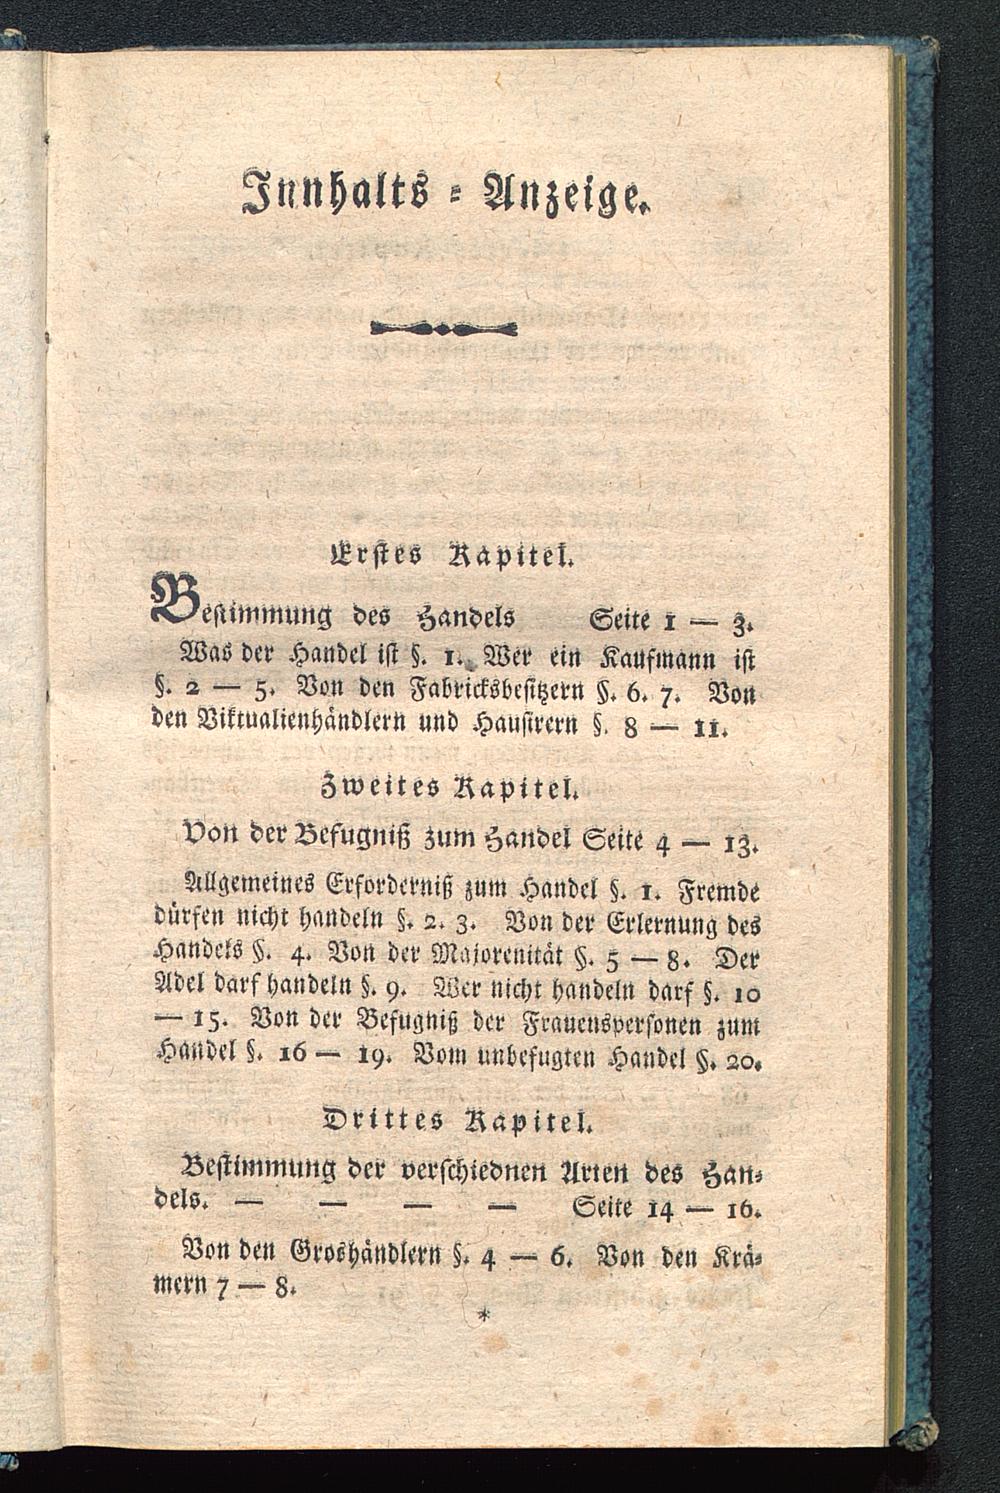 Innhalts = Anzeige.
Erstes Kapitel.
Bestimmung des Handels Seite 1 — 3.
Was der Handel ist §. 1. Wer ein Kaufmann ist
§. 2 — 5. Von den Fabricksbesitzern §. 6. 7. Von
den Viktualienhändlern und Hausirern §. 8 — 11.
Zweites Kapitel.
Von der Befugniß zum Handel Seite 4 — 13.
Allgemeines Erforderniß zum Handel §. 1. Fremde
dürfen nicht handeln §. 2. 3. Von der Erlernung des
Handels §. 4. Von der Majorenität §. 5 — 8. Der
Adel darf handeln §. 9. Wer nicht handeln darf §. 10
— 15. Von der Befugniß der Frauenspersonen zum
Handel §. 16 — 19. Vom unbefugten Handel §. 20.
Drittes Kapitel.
Bestimmung der verschiednen Arten des Han=
dels. — — — — Seite 14 — 16.
Von den Groshändlern §. 4 — 6. Von den Krä=
mern 7 — 8.
*